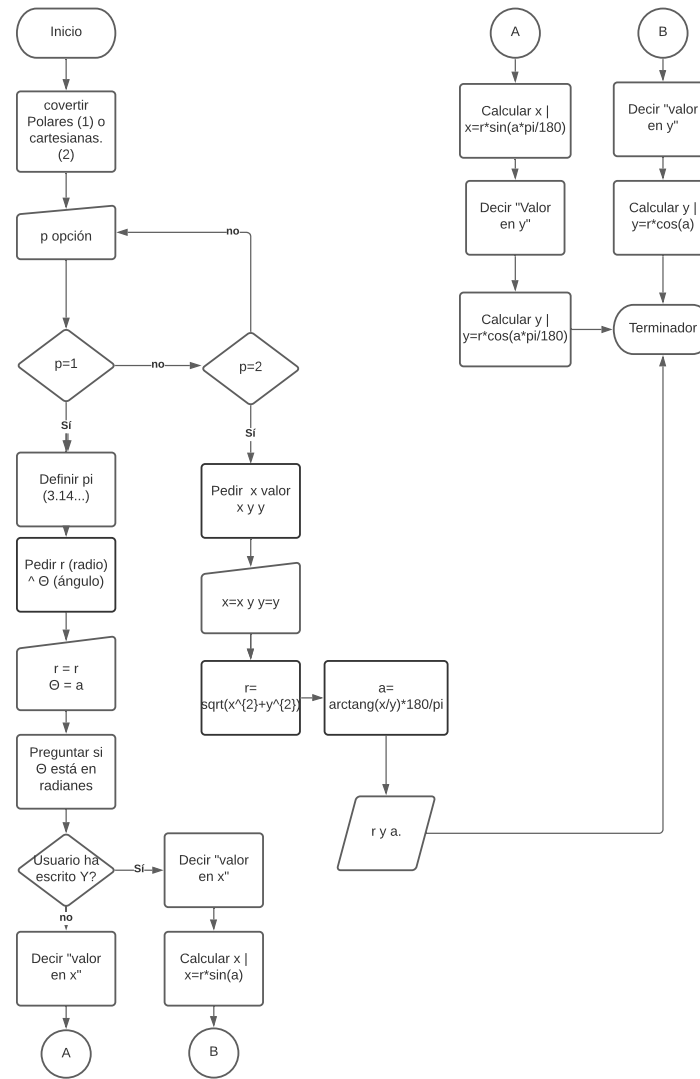 Inicio
covertir
Polares (1) o
cartesianas.
(2)
p opción
no
p=1
no
p=2
Sí
Sí
Definir pi
(3.14...)
Pedir r (radio)
^ Θ (ángulo)
r = r
Θ = a
Preguntar si
Θ está en
radianes
Usuario ha
escrito Y?
Sí
no
Decir "valor
en x"
A
Decir "valor
en x"
Calcular x |
x=r*sin(a)
B
Pedir  x valor
x y y
x=x y y=y
r=
sqrt(x^{2}+y^{2})
a=
arctang(x/y)*180/pi
r y a.
A
Calcular x |
x=r*sin(a*pi/180)
Decir "Valor
en y"
Calcular y |
y=r*cos(a*pi/180)
B
Decir "valor
en y"
Calcular y |
y=r*cos(a)
Terminador